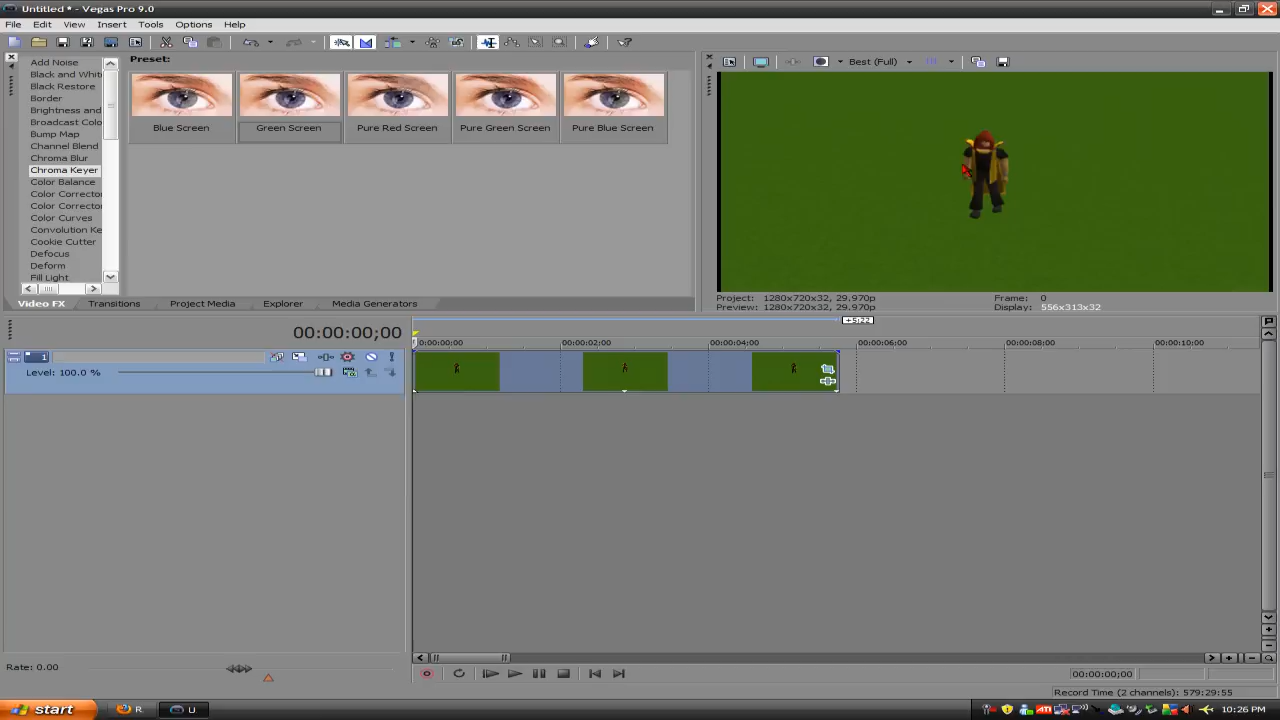 Untitled * - Vegas Pro 9.0
File Edit View Insert Tools Options Help
Preset:
Add Noise
Black and White
Black Restore
Border
Brightness and
Broadcast Colo
Bump Map
Channel Blend
Chroma Blur
Chroma Keyer
Color Balance
Color Corrector
Color Corrector
Color Curves
Convolution Ke
Cookie Cutter
Defocus
Deform
Fill Light
Blue Screen
Green Screen
Pure Red Screen
Pure Green Screen
Pure Blue Screen
Best (Full)
Project: 1280x720x32, 29.970p
Frame: 0
Preview: 1280x720x32, 29.970p
Display: 556x313x32
Video FX
Transitions
Project Media
Explorer
Media Generators
00:00:00;00
+5;22
00:00:00;00
00:00:02;00
00:00:04;00
00:00:06;00
00:00:08;00
00:00:10;00
1
Level: 100.0 %
Rate: 0.00
00:00:00;00
Record Time (2 channels): 579:29:55
start
R
U
ATI
10:26 PM